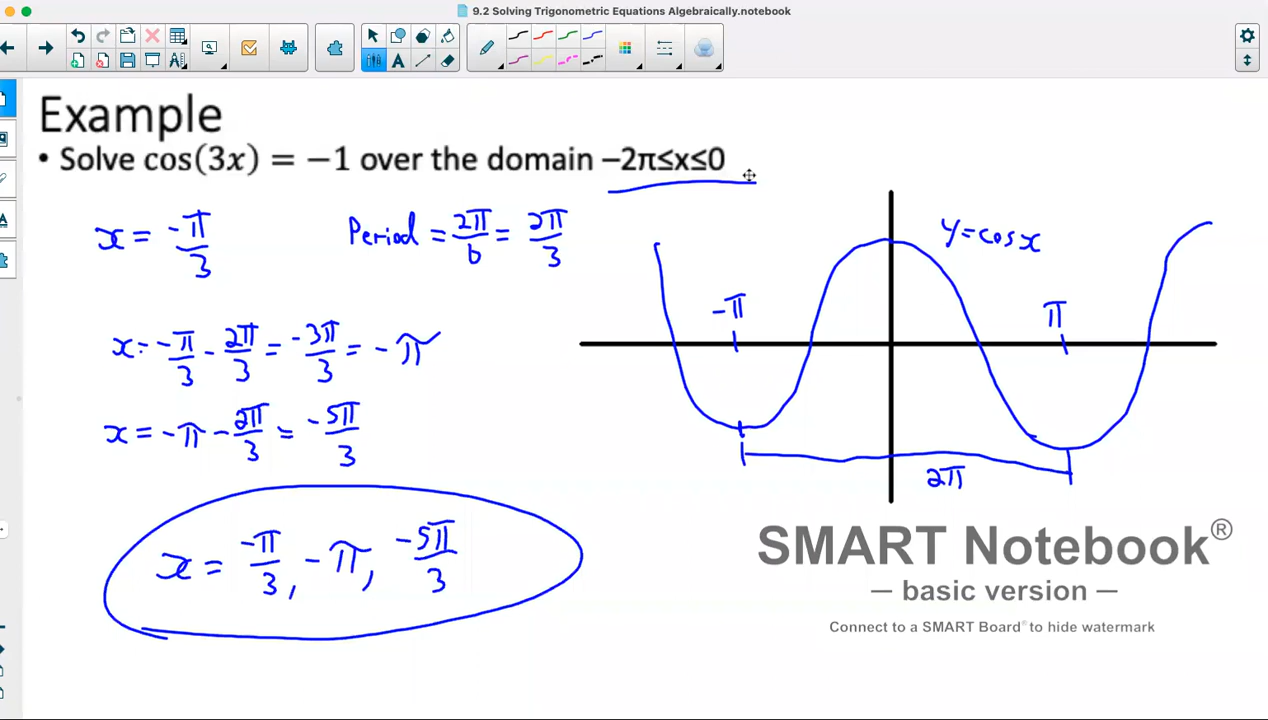 9.2 Solving Trigonometric Equations Algebraically.notebook
Example
• Solve cos(3x) = −1 over the domain −2π≤x≤0
x = -π/3
Period = 2π/b = 2π/3
y=cosx
-π
π
x = -π/3 - 2π/3 = -3π/3 = -π
x = -π - 2π/3 = -5π/3
2π
x = -π/3, -π, -5π/3
SMART Notebook®
— basic version —
Connect to a SMART Board® to hide watermark